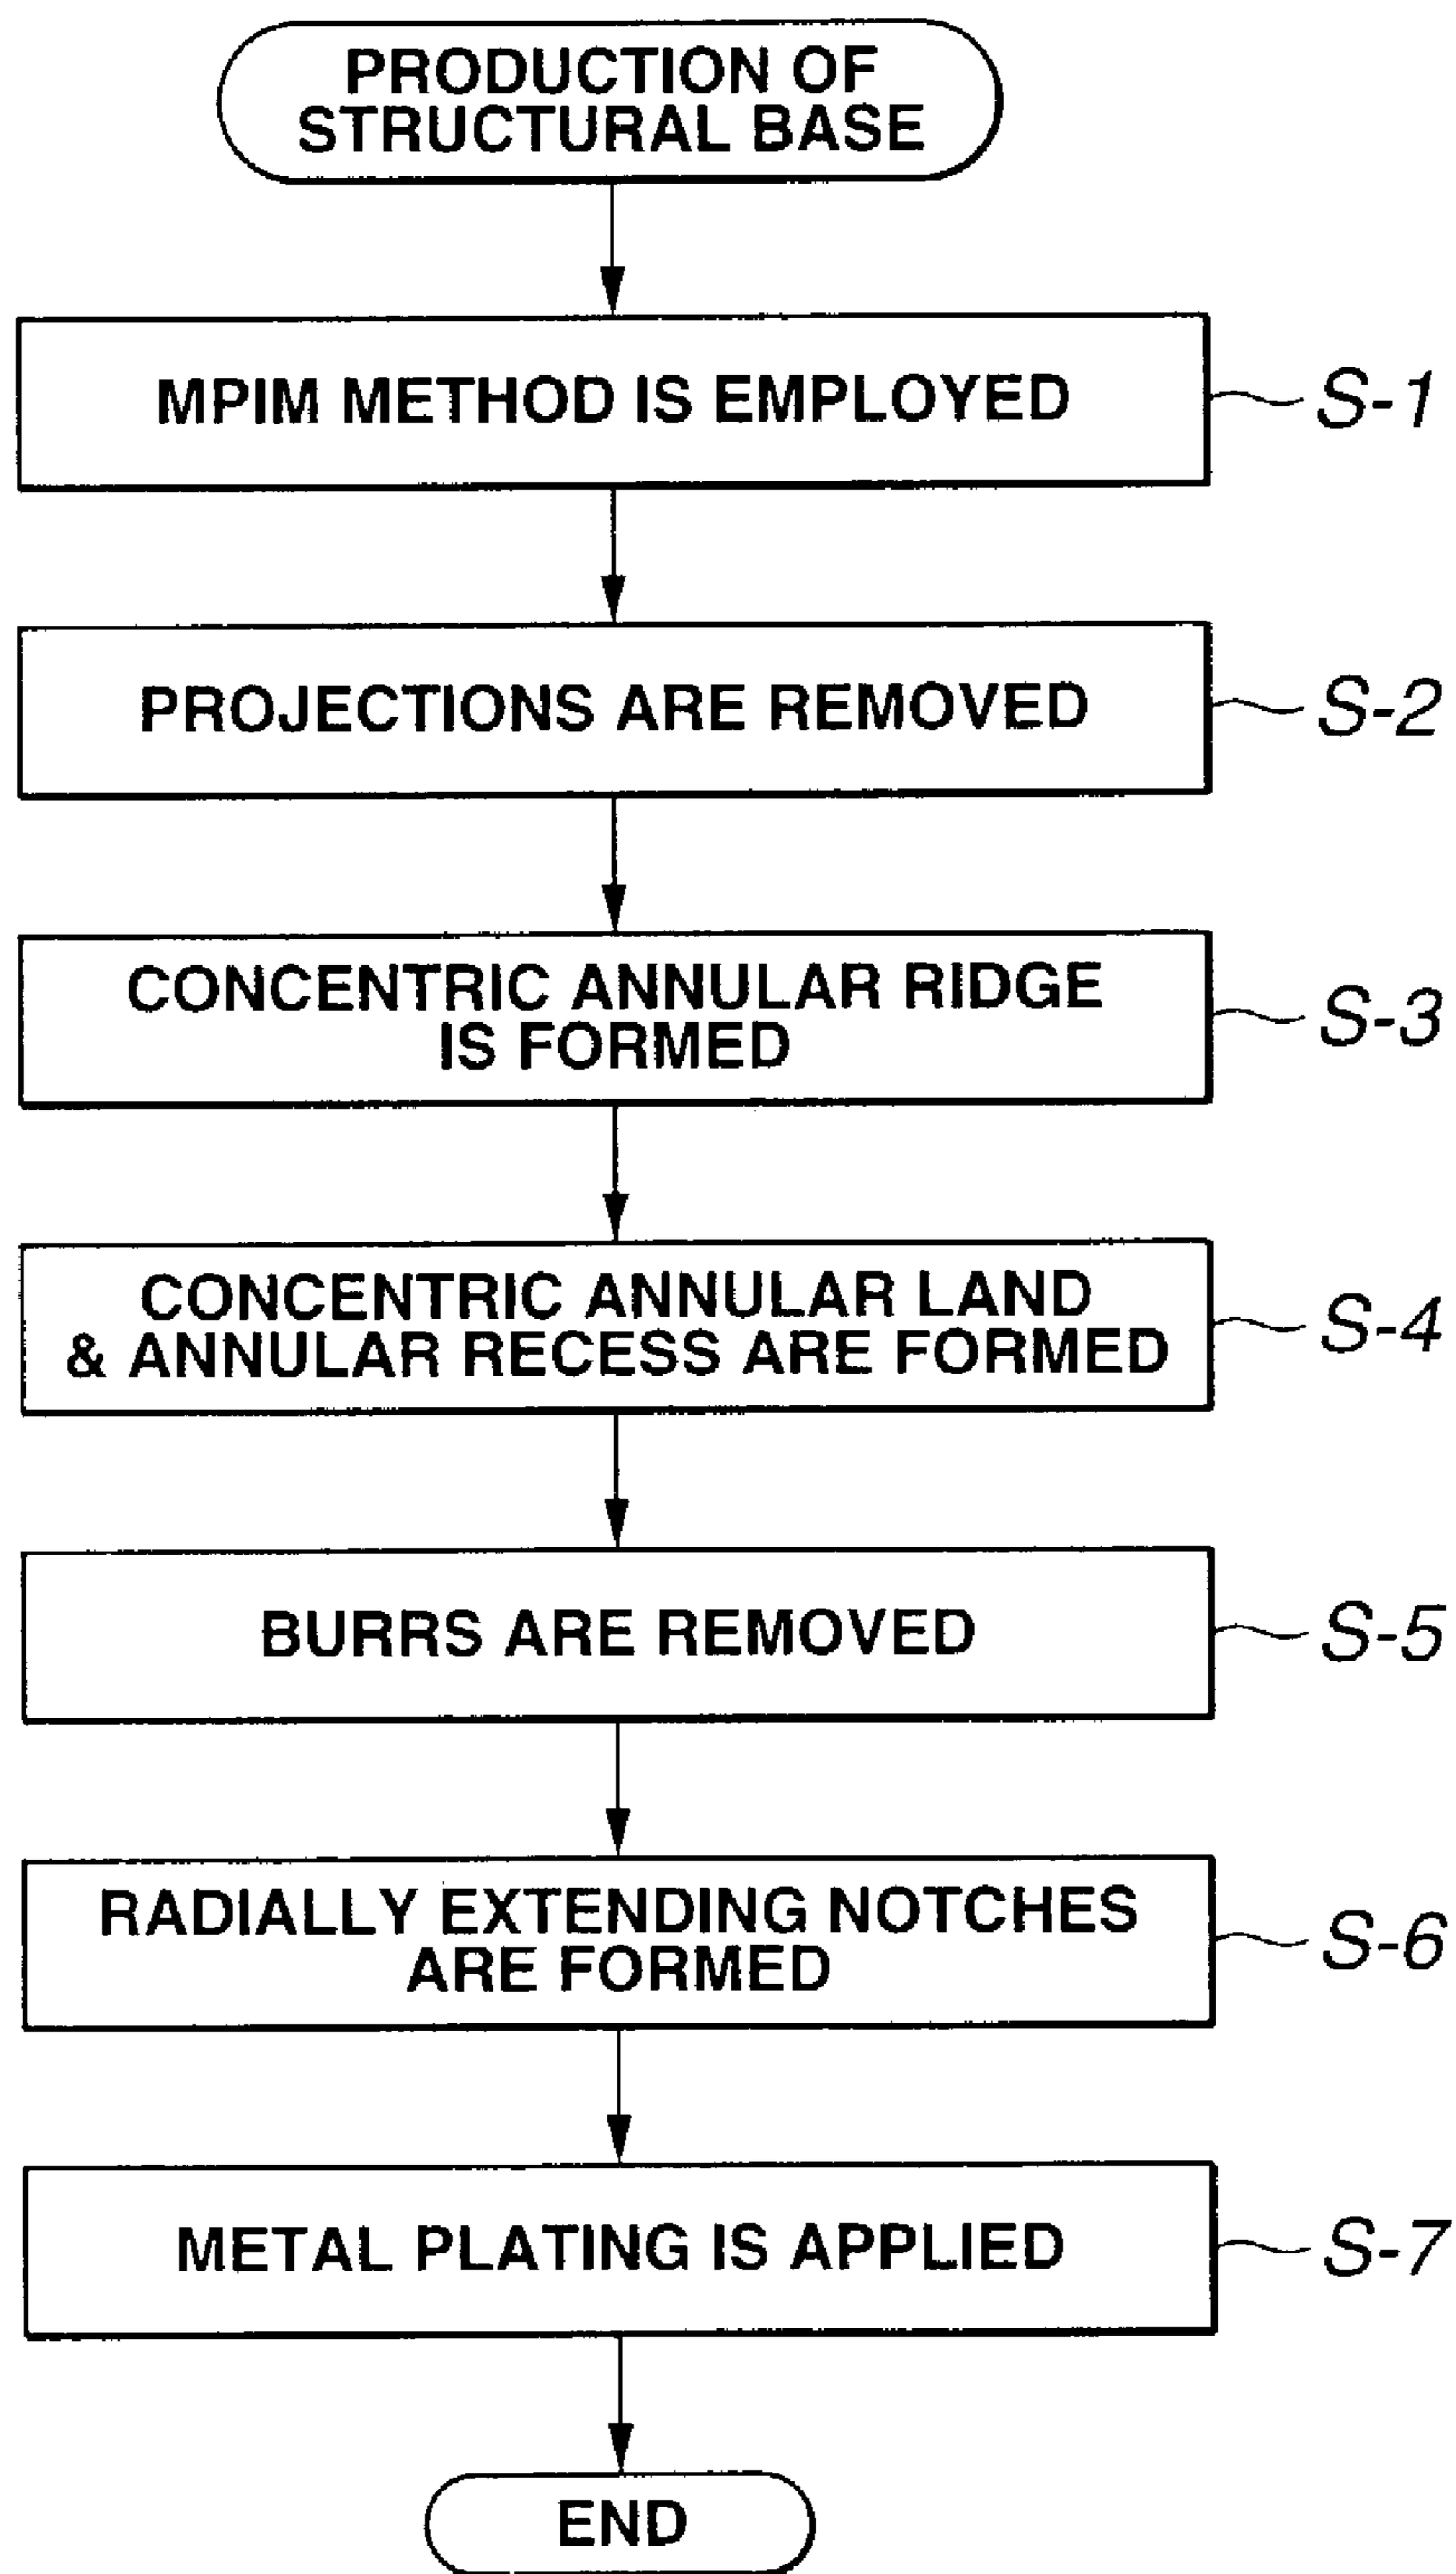 PRODUCTION OF
STRUCTURAL BASE
MPIM METHOD IS EMPLOYED
S-1
PROJECTIONS ARE REMOVED
S-2
CONCENTRIC ANNULAR RIDGE
IS FORMED
S-3
CONCENTRIC ANNULAR LAND
& ANNULAR RECESS ARE FORMED
S-4
BURRS ARE REMOVED
S-5
RADIALLY EXTENDING NOTCHES
ARE FORMED
S-6
METAL PLATING IS APPLIED
S-7
END